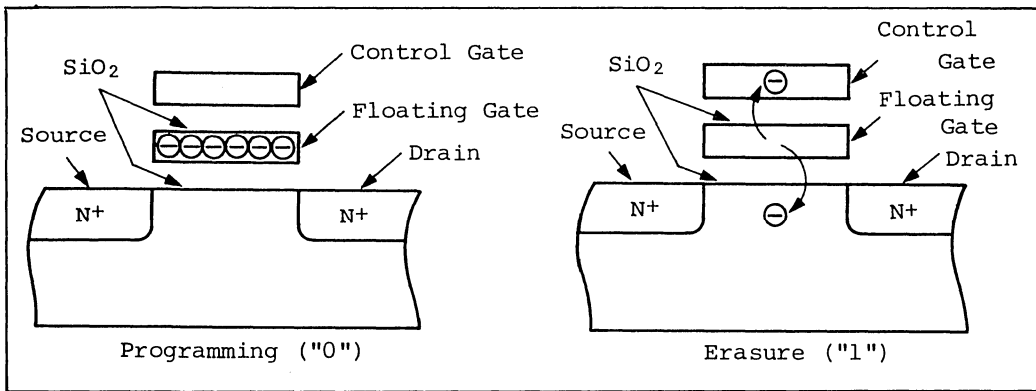 Control Gate
SiO₂
Floating Gate
Source
Drain
N+
N+
Programming ("0")
Control
Gate
SiO₂
Floating
Gate
Source
Drain
N+
N+
Erasure ("1")